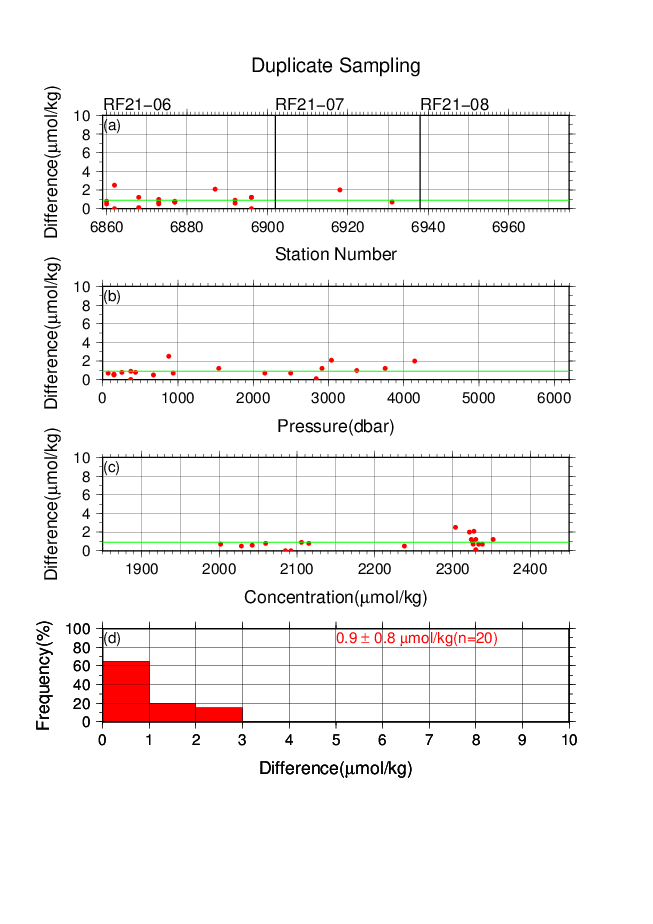 Duplicate Sampling
RF21−06 RF21−07 RF21−08
(a)
Difference(μmol/kg)
10
8
6
4
2
0
6860 6880 6900 6920 6940 6960
Station Number
(b)
Difference(μmol/kg)
10
8
6
4
2
0
0 1000 2000 3000 4000 5000 6000
Pressure(dbar)
(c)
Difference(μmol/kg)
10
8
6
4
2
0
1900 2000 2100 2200 2300 2400
Concentration(μmol/kg)
(d)
0.9 ± 0.8 μmol/kg(n=20)
Frequency(%)
100
80
60
40
20
0
0 1 2 3 4 5 6 7 8 9 10
Difference(μmol/kg)